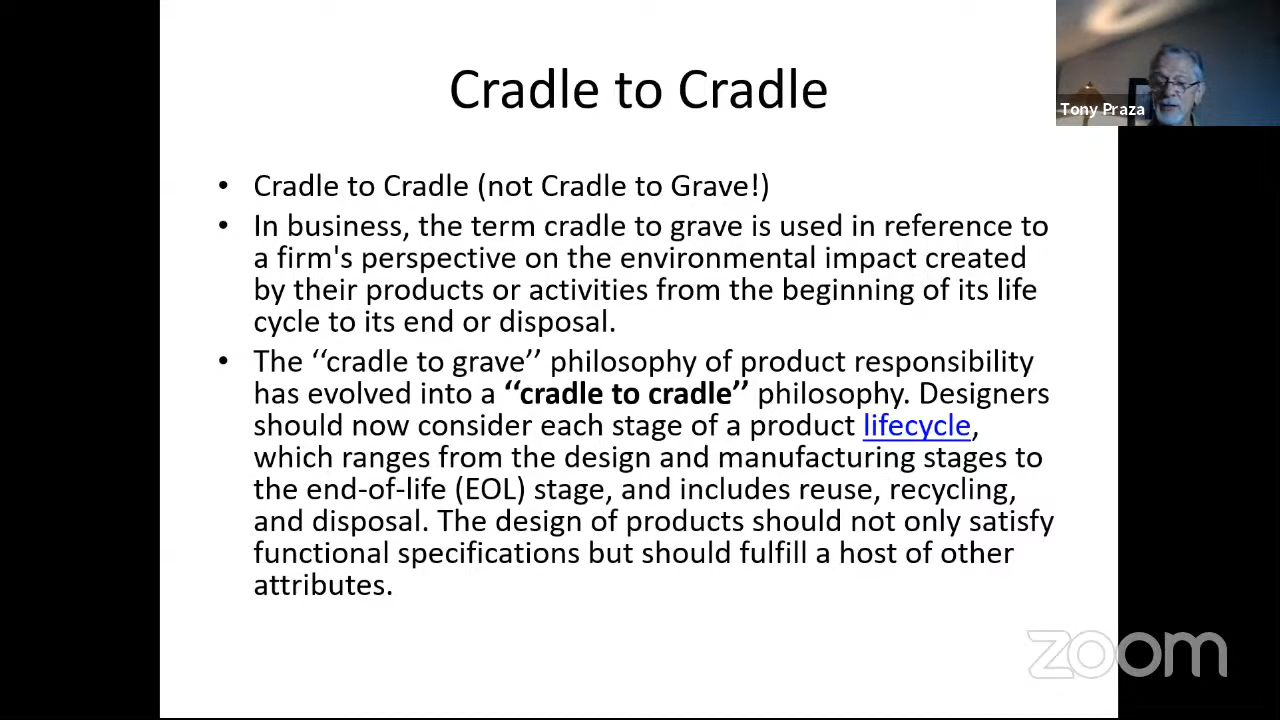 Cradle to Cradle
Tony Praza
• Cradle to Cradle (not Cradle to Grave!)
• In business, the term cradle to grave is used in reference to
a firm's perspective on the environmental impact created
by their products or activities from the beginning of its life
cycle to its end or disposal.
• The ‘‘cradle to grave’’ philosophy of product responsibility
has evolved into a ‘‘cradle to cradle’’ philosophy. Designers
should now consider each stage of a product lifecycle,
which ranges from the design and manufacturing stages to
the end-of-life (EOL) stage, and includes reuse, recycling,
and disposal. The design of products should not only satisfy
functional specifications but should fulfill a host of other
attributes.
zoom